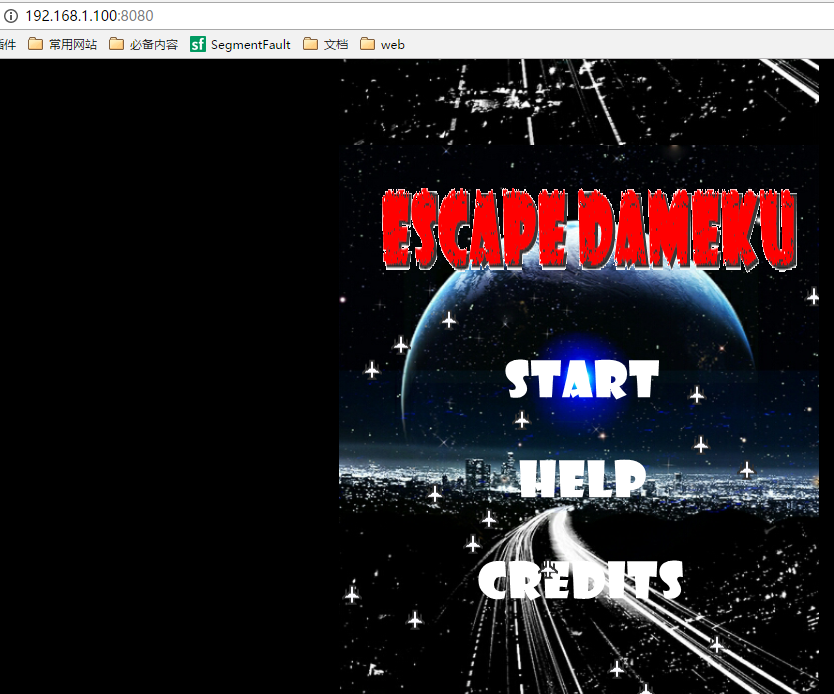 192.168.1.100:8080
插件 常用网站 必备内容 sf SegmentFault 文档 web
ESCAPE DAMEKU
START
HELP
CREDITS